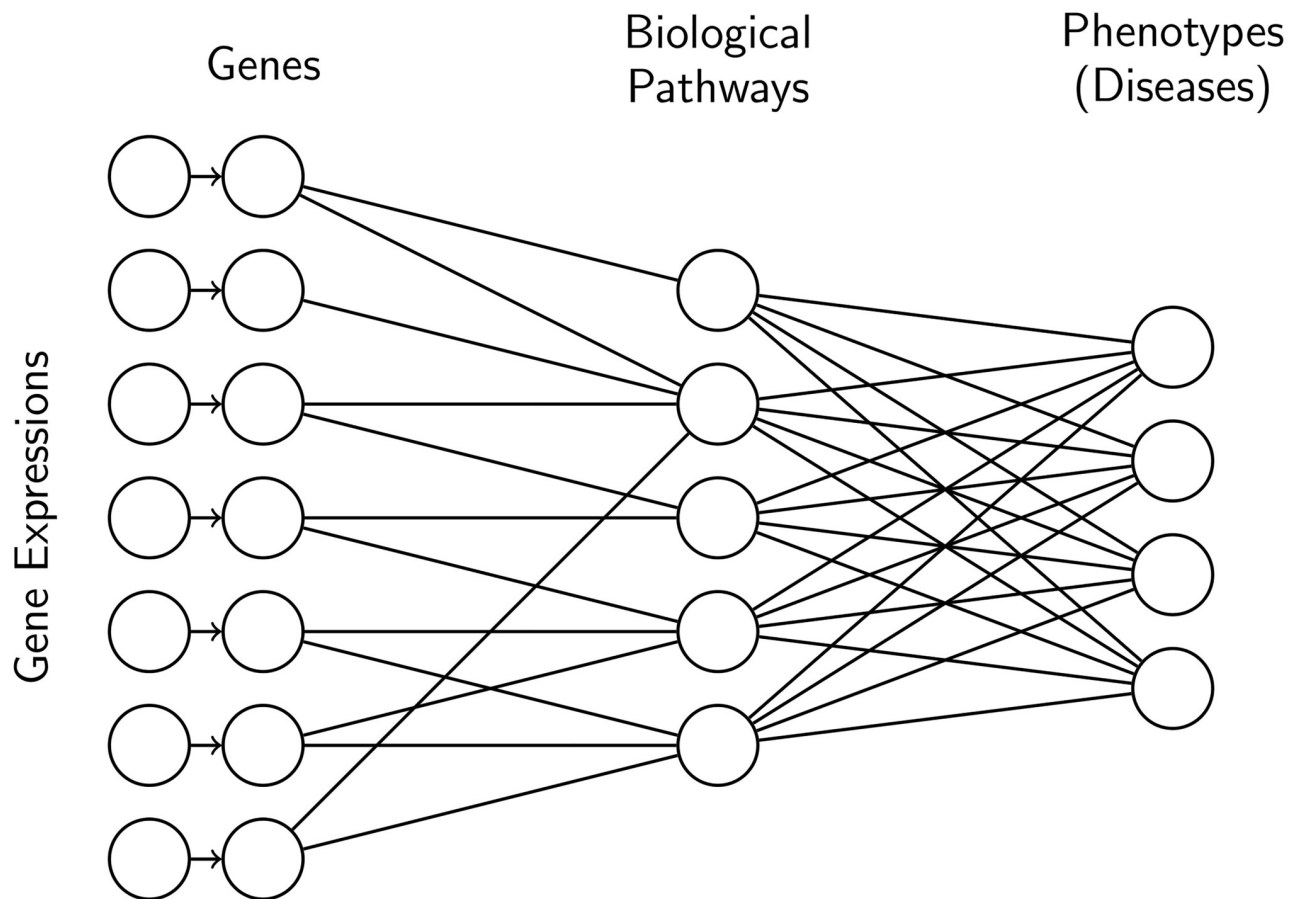 Genes
Biological
Pathways
Phenotypes
(Diseases)
Gene Expressions